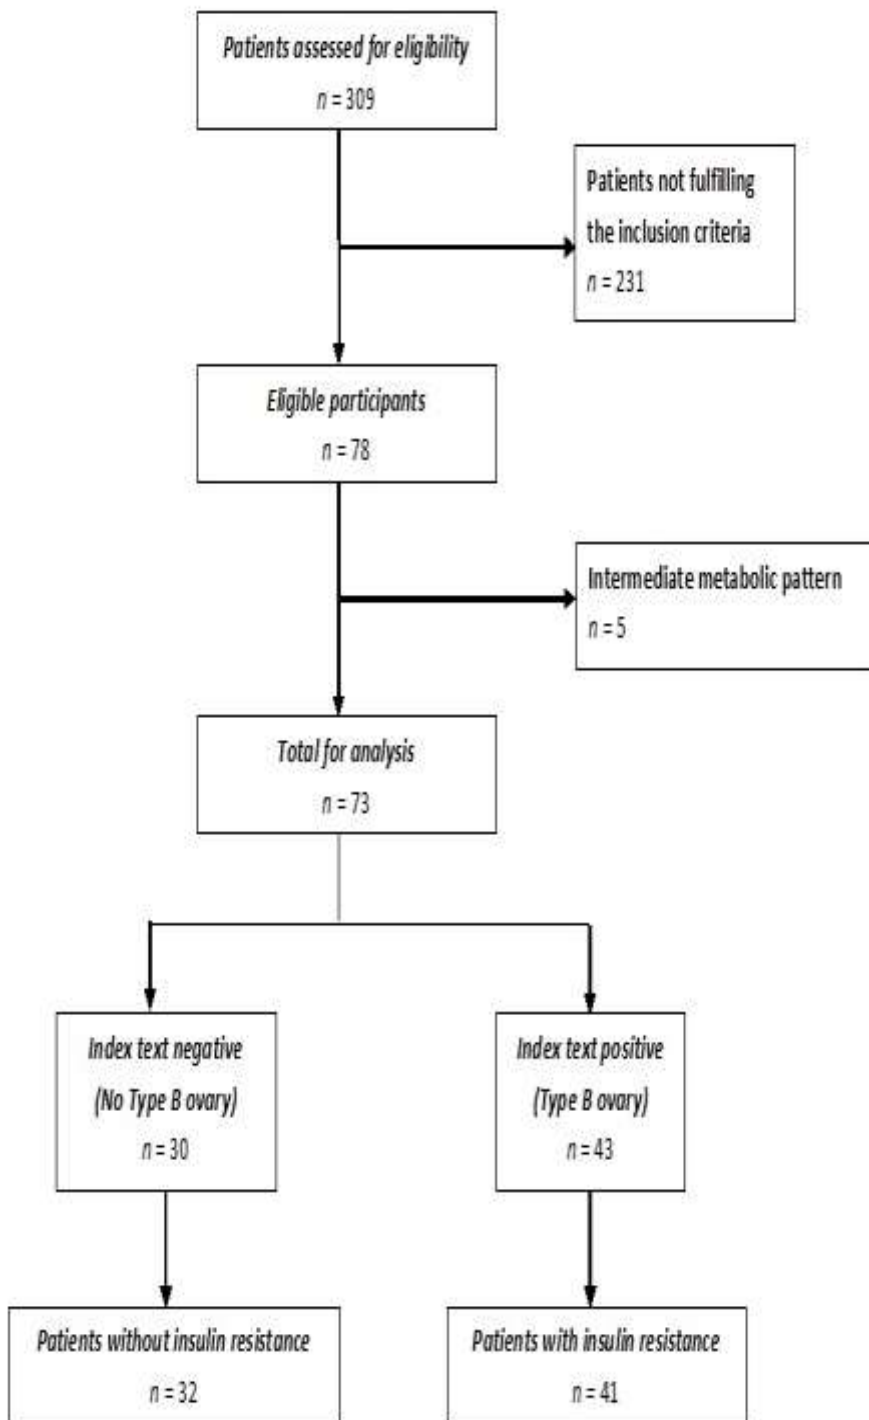 Patients assessed for eligibility
n = 309
Patients not fulfilling
the inclusion criteria
n = 231
Eligible participants
n = 78
Intermediate metabolic pattern
n = 5
Total for analysis
n = 73
Index text negative
(No Type B ovary)
n = 30
Index text positive
(Type B ovary)
n = 43
Patients without insulin resistance
n = 32
Patients with insulin resistance
n = 41